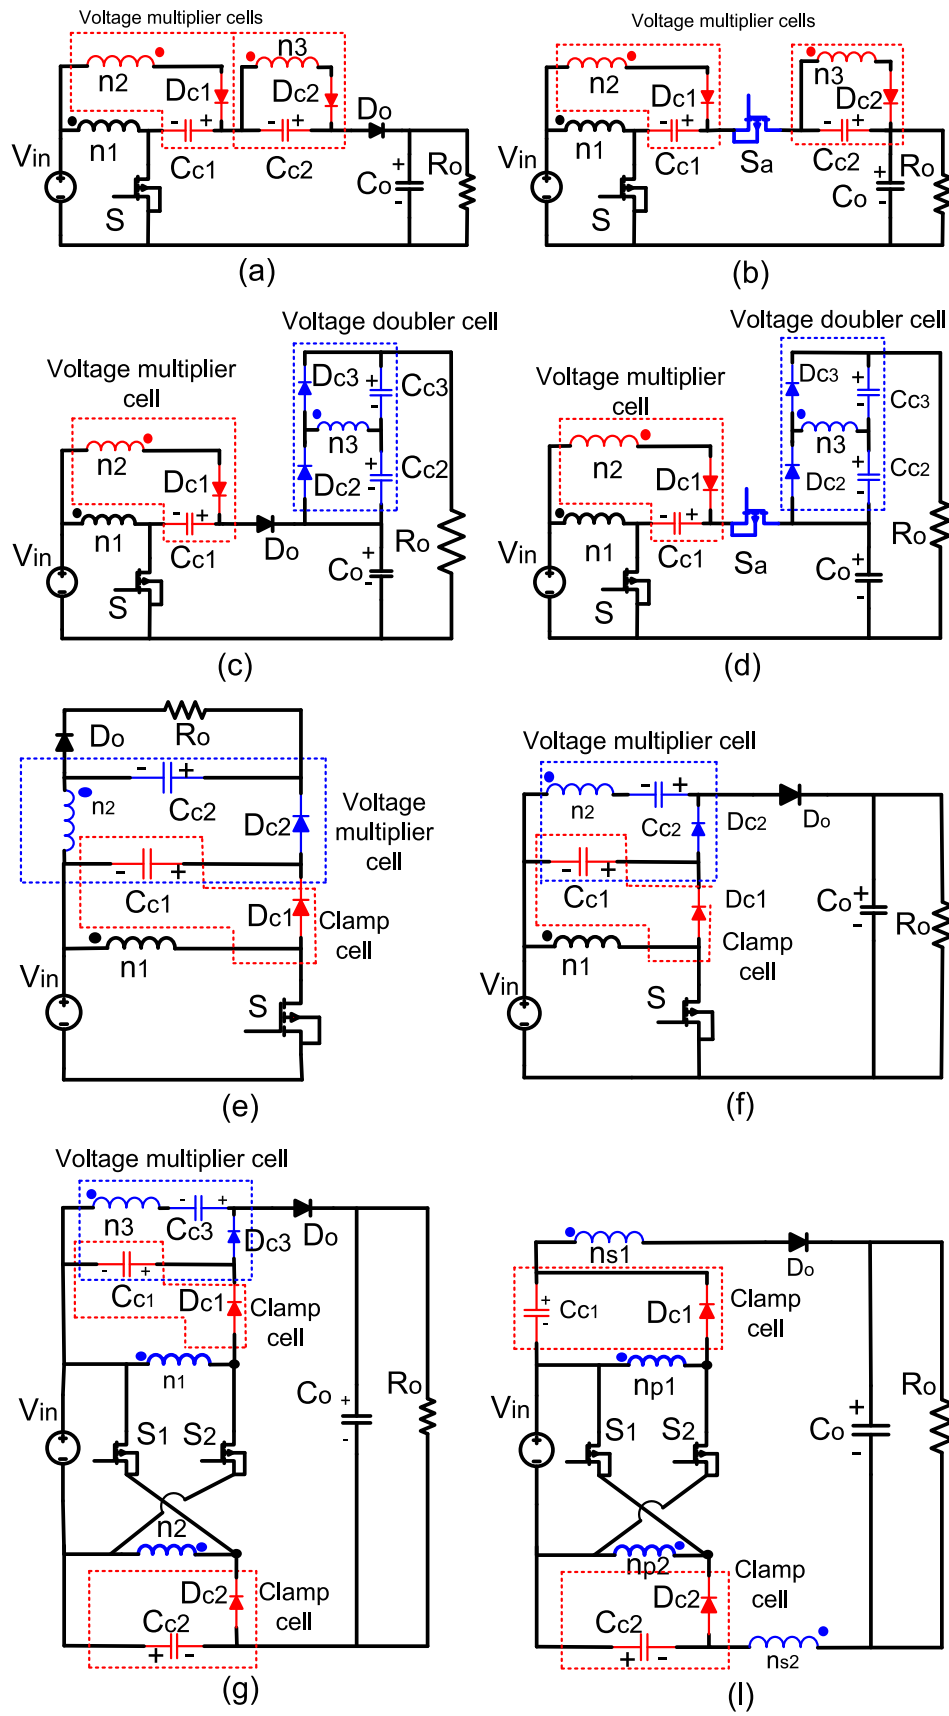 Voltage multiplier cells
n2
n3
Dc1
Dc2
Do
Vin
n1
- +
Cc1
- +
Cc2
S
+
Co
-
Ro
(a)
Voltage multiplier cells
n2
n3
Dc1
Dc2
Vin
n1
- +
Cc1
Sa
- +
Cc2
S
+
Co
-
Ro
(b)
Voltage doubler cell
Voltage multiplier
cell
Dc3
+
-
Cc3
n2
n3
Dc1
Dc2
+
-
Cc2
n1
- +
Cc1
Do
Vin
S
+
Co
-
Ro
(c)
Voltage doubler cell
Voltage multiplier
cell
Dc3
+
-
Cc3
n2
n3
Dc1
Dc2
+
-
Cc2
n1
- +
Cc1
Sa
Vin
S
+
Co
-
Ro
(d)
Do
Ro
- +
Cc2
n2
Dc2
Voltage
multiplier
cell
- +
Cc1
Dc1
Clamp
cell
n1
Vin
S
(e)
Voltage multiplier cell
n2
- +
Cc2
Dc2
Do
- +
Cc1
Dc1
Clamp
cell
n1
Vin
S
Co
+
-
Ro
(f)
Voltage multiplier cell
n3
- +
Cc3
Dc3
Do
- +
Cc1
Dc1
Clamp
cell
n1
Vin
S1
S2
Co
+
-
Ro
n2
Dc2
Clamp
cell
Cc2
+ -
(g)
ns1
Do
+
-
Cc1
Dc1
Clamp
cell
np1
Vin
S1
S2
Co
+
-
Ro
np2
Dc2
Clamp
cell
Cc2
+ -
ns2
(l)